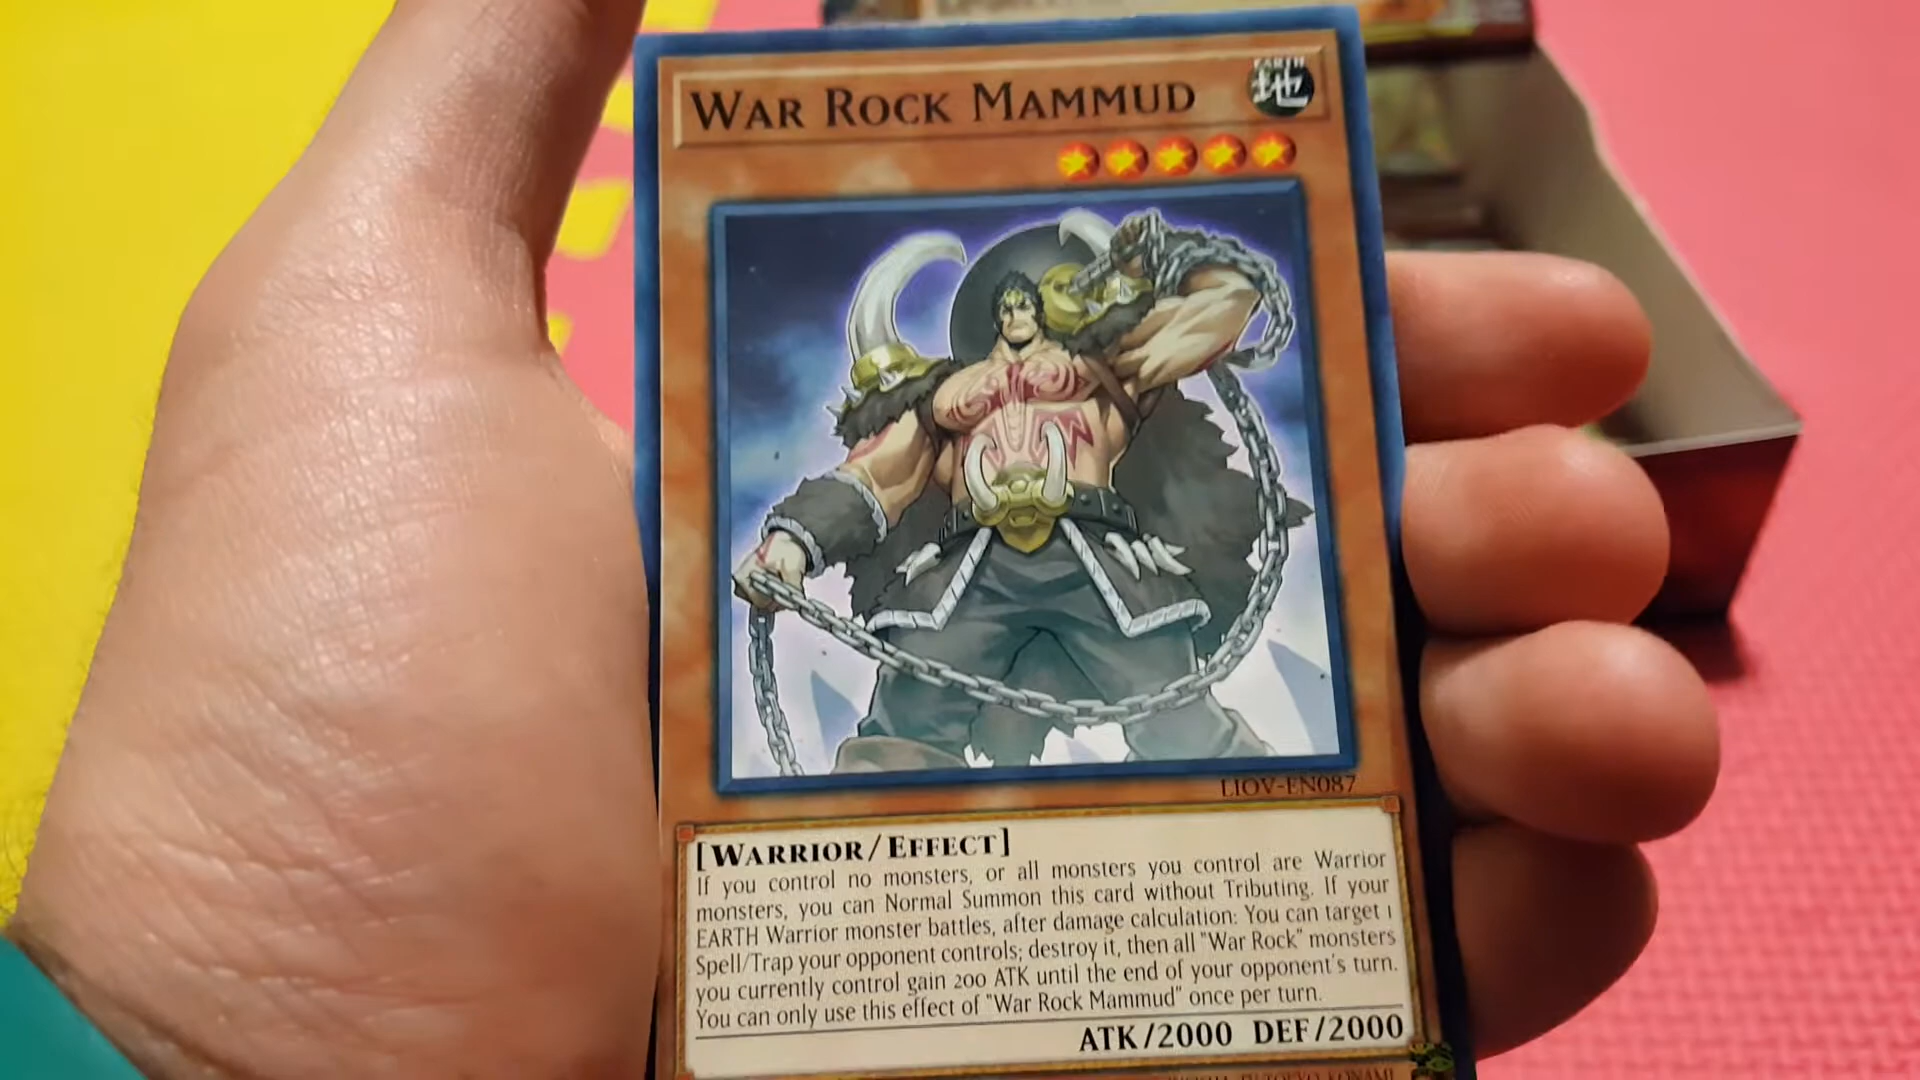 WAR ROCK MAMMUD
EARTH
地
LIOV-EN087
[WARRIOR/EFFECT]
If you control no monsters, or all monsters you control are Warrior
monsters, you can Normal Summon this card without Tributing. If your
EARTH Warrior monster battles, after damage calculation: You can target 1
Spell/Trap your opponent controls; destroy it, then all "War Rock" monsters
you currently control gain 200 ATK until the end of your opponent's turn.
You can only use this effect of "War Rock Mammud" once per turn.
ATK/2000 DEF/2000